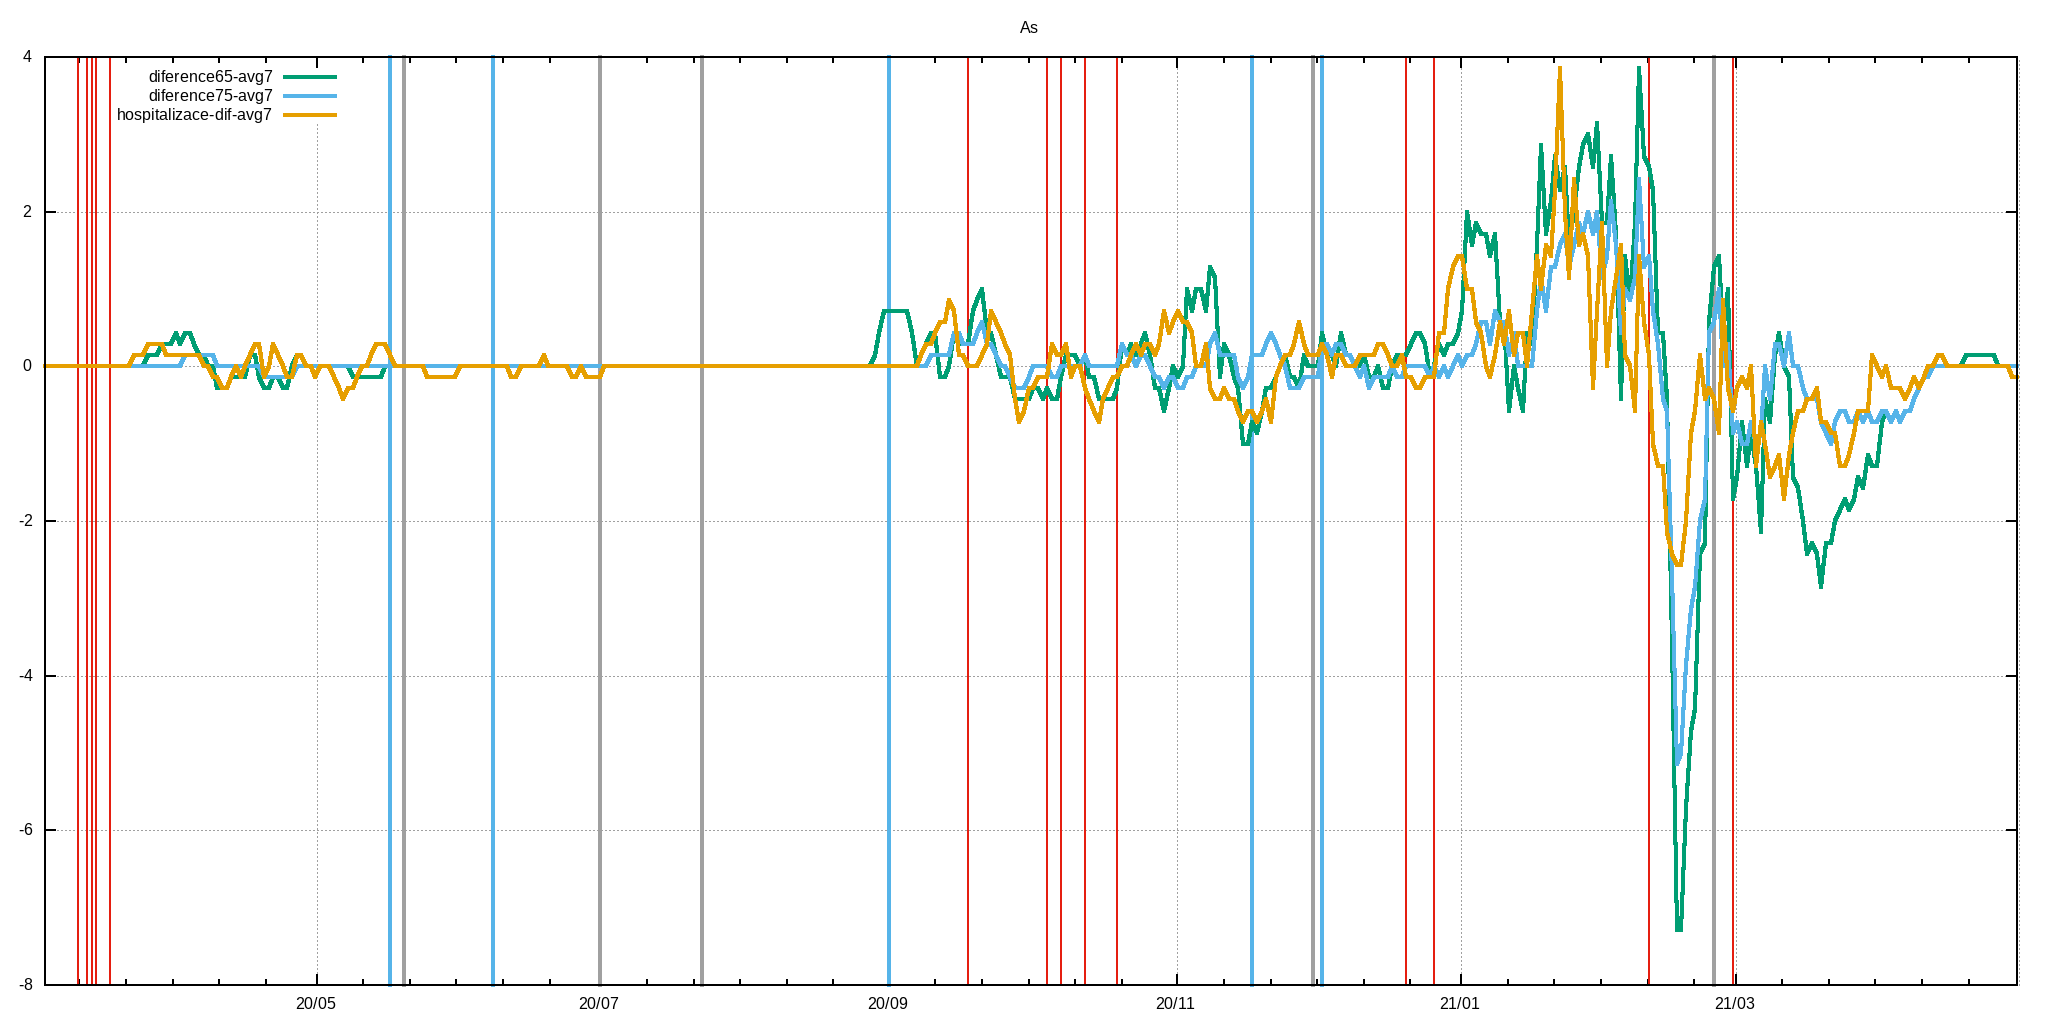 As
4
diference65-avg7
diference75-avg7
hospitalizace-dif-avg7
2
0
-2
-4
-6
-8
20/05 20/07 20/09 20/11 21/01 21/03